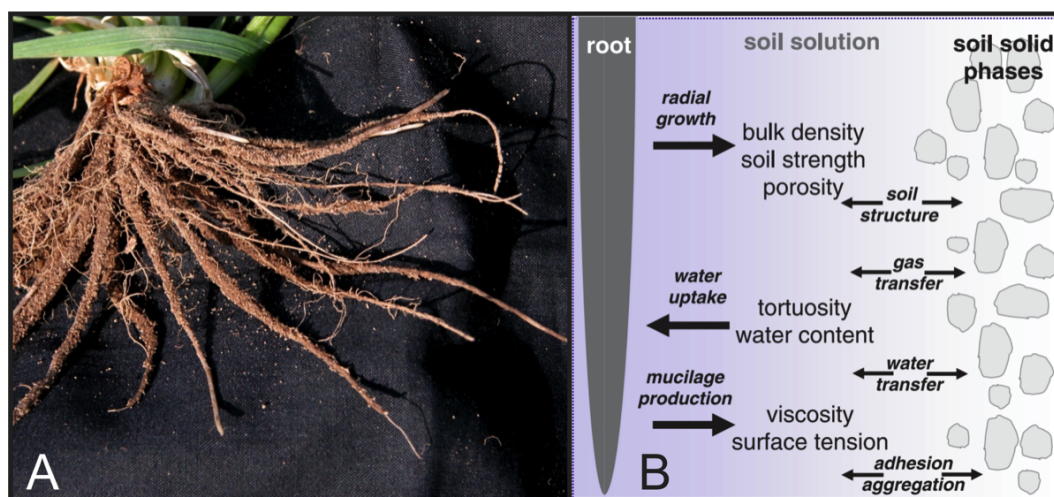 A
root
soil solution
soil solid
phases
radial
growth
bulk density
soil strength
porosity
soil
structure
gas
transfer
water
uptake
tortuosity
water content
water
transfer
mucilage
production
viscosity
surface tension
adhesion
aggregation
B